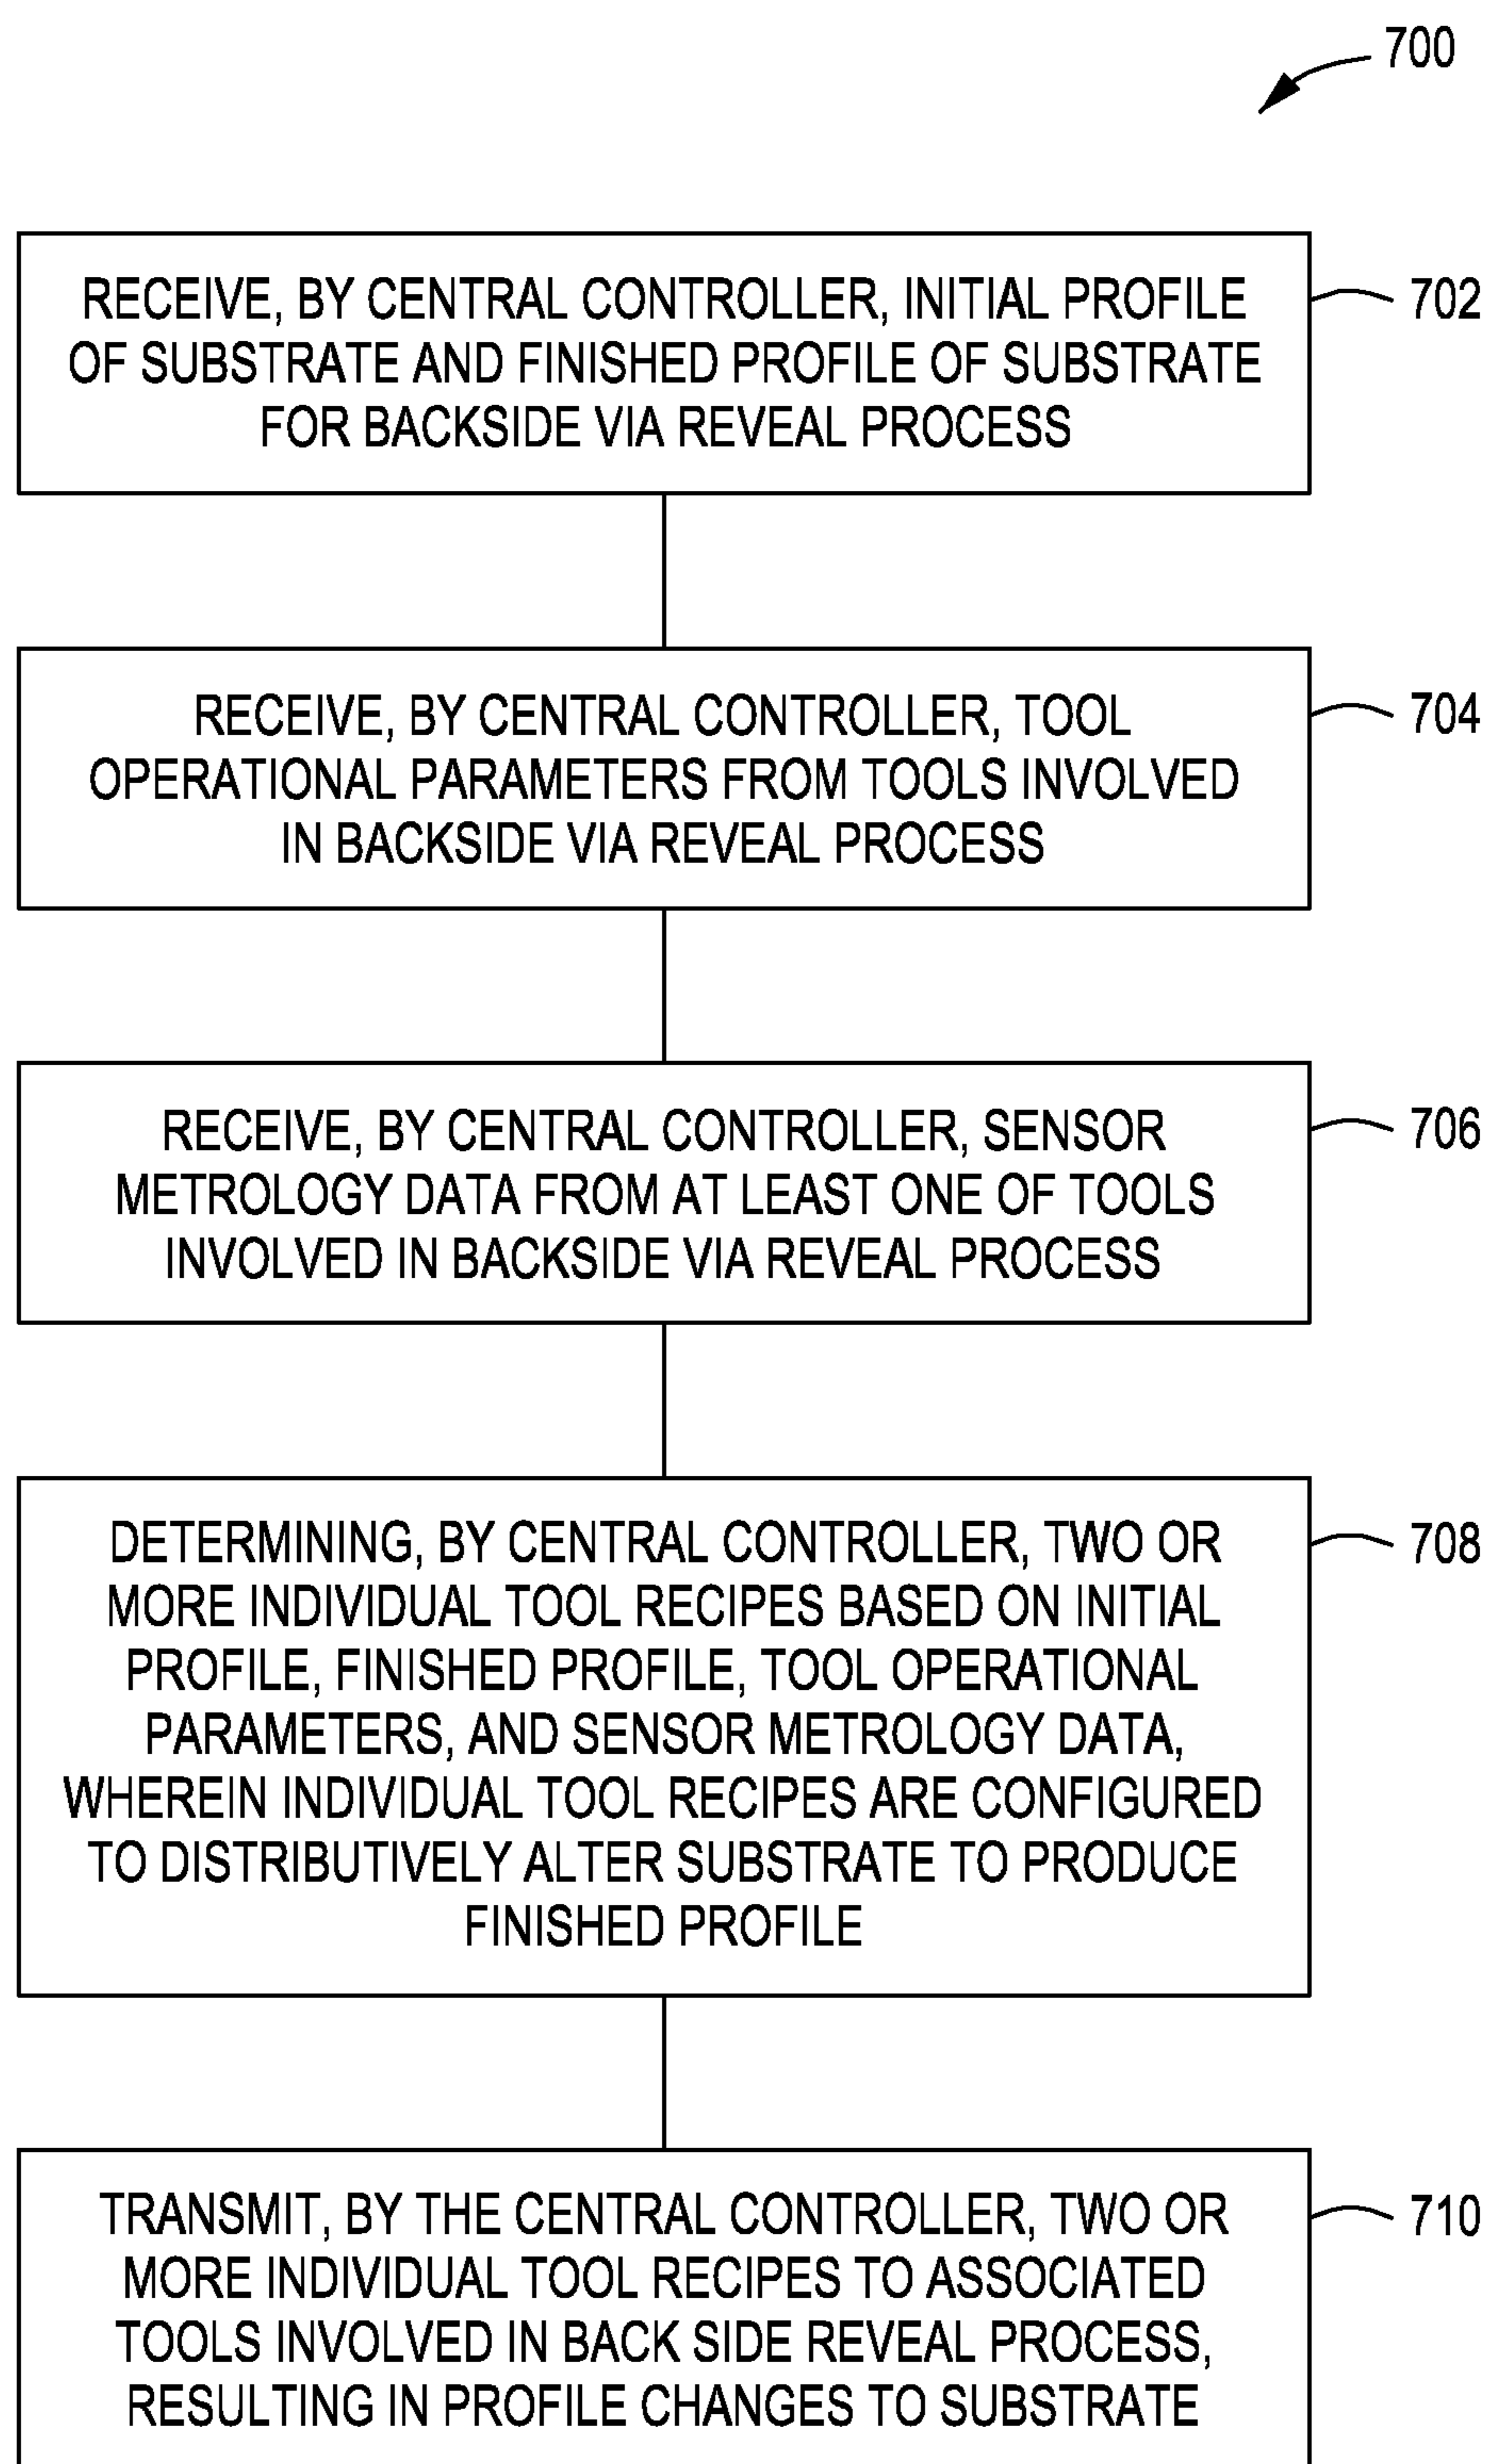 700
RECEIVE, BY CENTRAL CONTROLLER, INITIAL PROFILE
OF SUBSTRATE AND FINISHED PROFILE OF SUBSTRATE
FOR BACKSIDE VIA REVEAL PROCESS
702
RECEIVE, BY CENTRAL CONTROLLER, TOOL
OPERATIONAL PARAMETERS FROM TOOLS INVOLVED
IN BACKSIDE VIA REVEAL PROCESS
704
RECEIVE, BY CENTRAL CONTROLLER, SENSOR
METROLOGY DATA FROM AT LEAST ONE OF TOOLS
INVOLVED IN BACKSIDE VIA REVEAL PROCESS
706
DETERMINING, BY CENTRAL CONTROLLER, TWO OR
MORE INDIVIDUAL TOOL RECIPES BASED ON INITIAL
PROFILE, FINISHED PROFILE, TOOL OPERATIONAL
PARAMETERS, AND SENSOR METROLOGY DATA,
WHEREIN INDIVIDUAL TOOL RECIPES ARE CONFIGURED
TO DISTRIBUTIVELY ALTER SUBSTRATE TO PRODUCE
FINISHED PROFILE
708
TRANSMIT, BY THE CENTRAL CONTROLLER, TWO OR
MORE INDIVIDUAL TOOL RECIPES TO ASSOCIATED
TOOLS INVOLVED IN BACK SIDE REVEAL PROCESS,
RESULTING IN PROFILE CHANGES TO SUBSTRATE
710